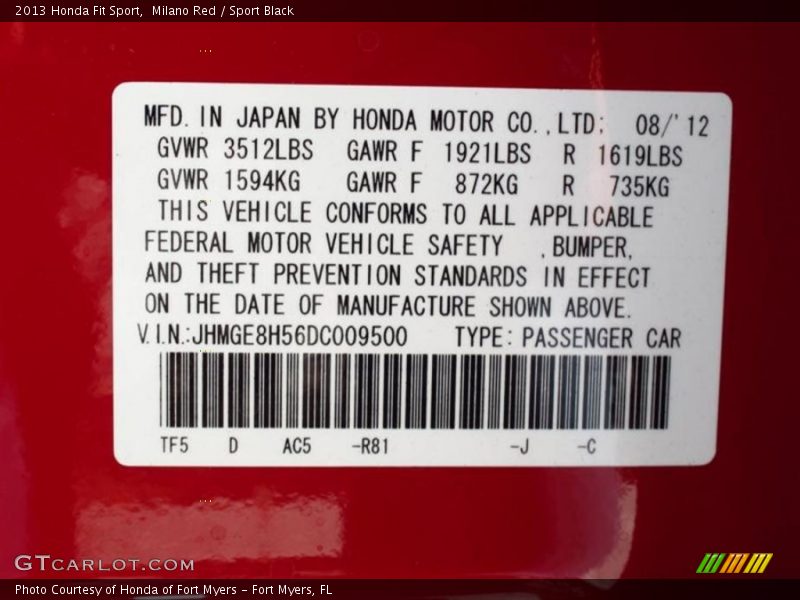 2013 Honda Fit Sport,  Milano Red / Sport Black
MFD. IN JAPAN BY HONDA MOTOR CO., LTD; 08/'12
GVWR 3512LBS GAWR F 1921LBS R 1619LBS
GVWR 1594KG GAWR F 872KG R 735KG
THIS VEHICLE CONFORMS TO ALL APPLICABLE
FEDERAL MOTOR VEHICLE SAFETY , BUMPER,
AND THEFT PREVENTION STANDARDS IN EFFECT
ON THE DATE OF MANUFACTURE SHOWN ABOVE.
V.I.N.:JHMGE8H56DC009500 TYPE: PASSENGER CAR
TF5 D AC5 -R81 -J -C
GTCARLOT.COM
Photo Courtesy of Honda of Fort Myers - Fort Myers, FL